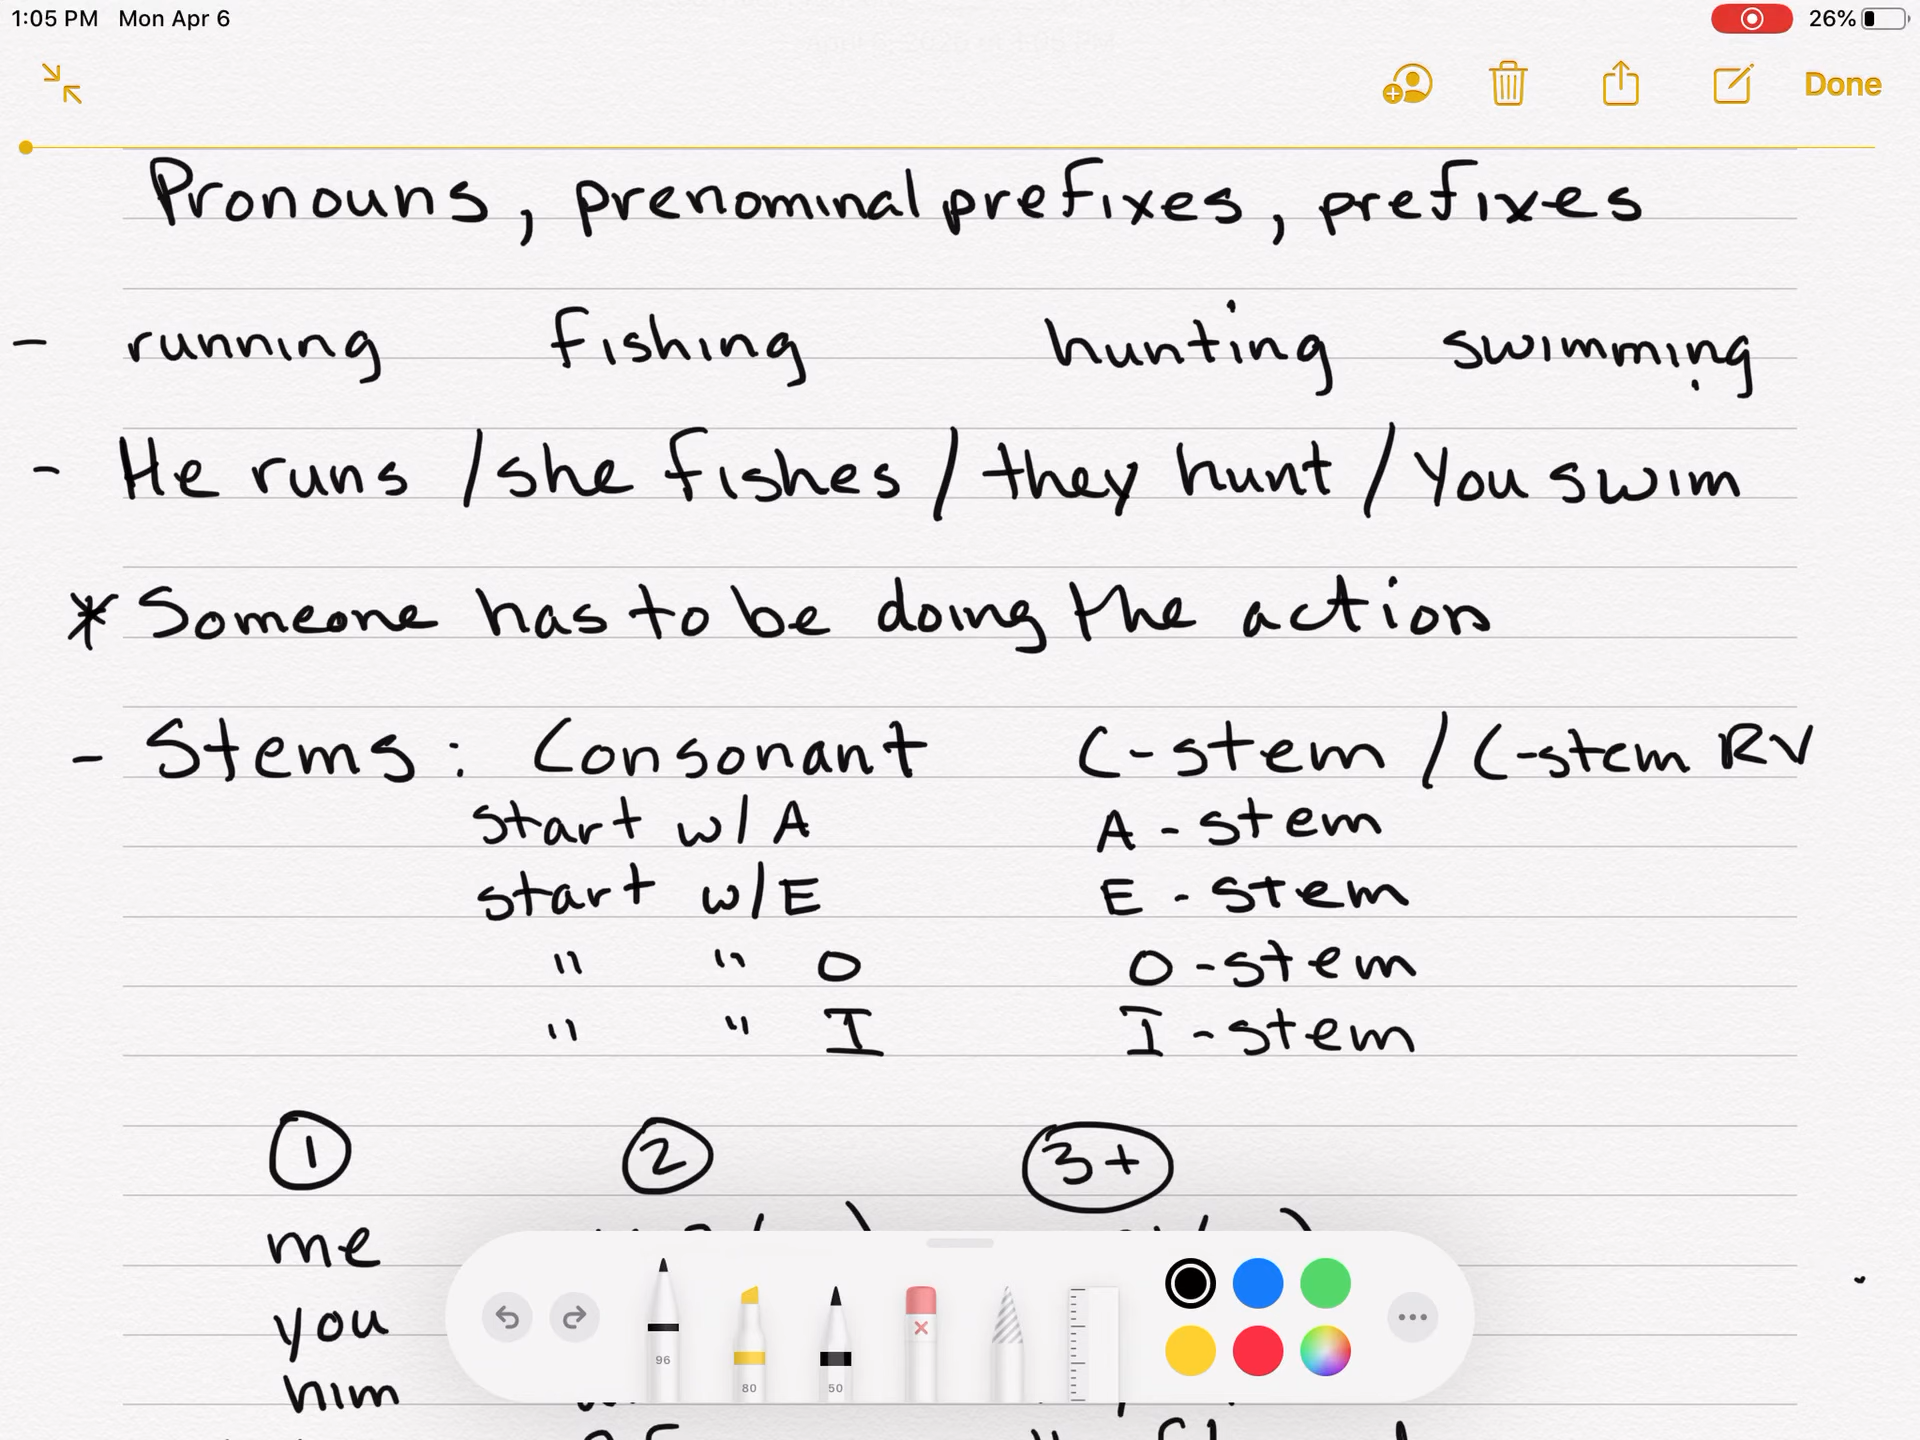 1:05 PM Mon Apr 6 26%
Done
Pronouns, prenominal prefixes, prefixes
- running fishing hunting swimming
- He runs / she fishes / they hunt / You swim
* Someone has to be doing the action
- Stems: Consonant C-stem / C-stem RV
start w/ A A-stem
start w/ E E-stem
" " O O-stem
" " I I-stem
1 2 3+
me
you
him
96 80 50